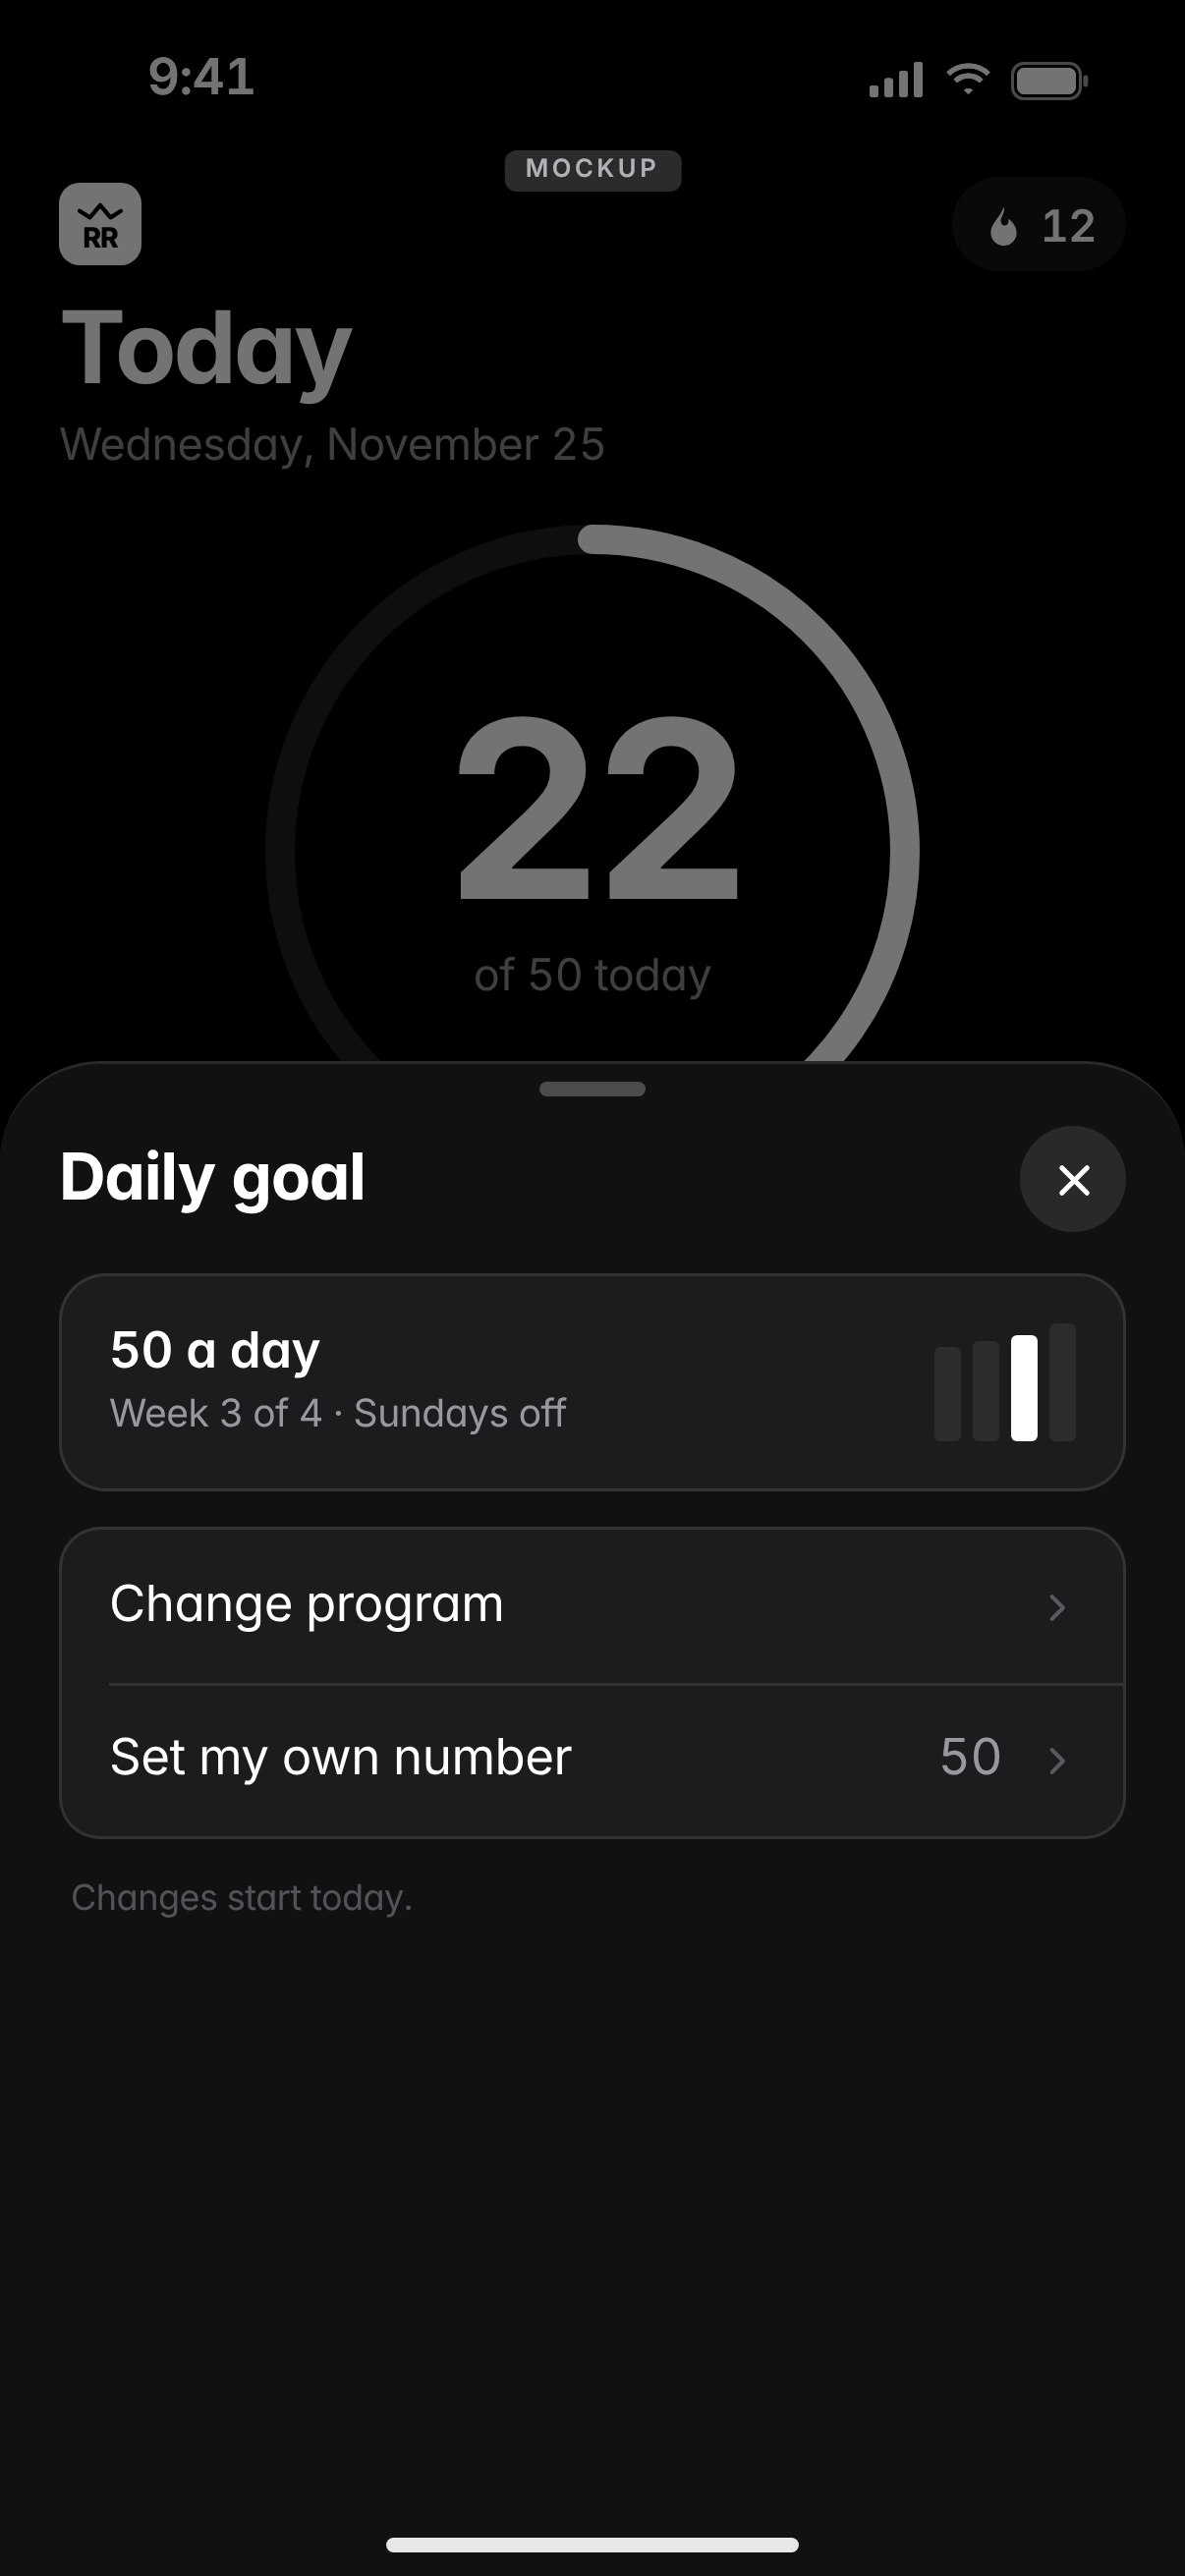 9:41
MOCKUP
RR
12
Today
Wednesday, November 25
22
of 50 today
Daily goal
50 a day
Week 3 of 4 · Sundays off
Change program
Set my own number 50
Changes start today.